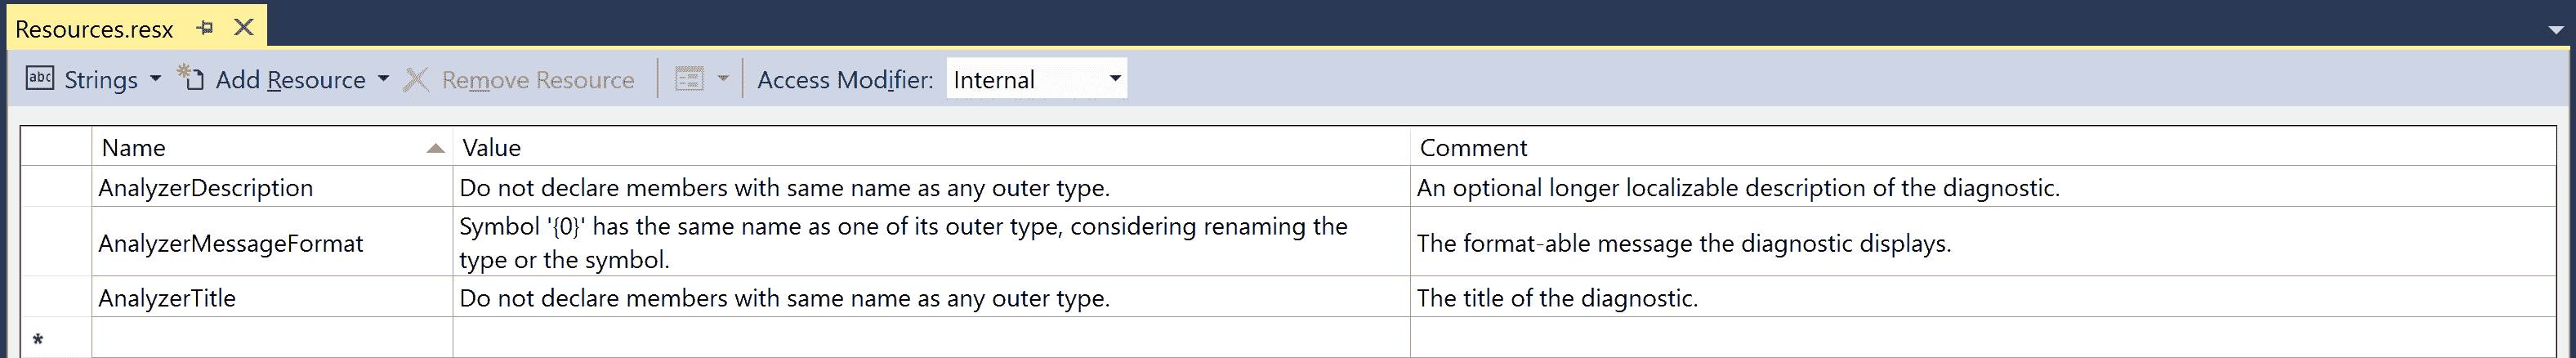 Resources.resx
Strings Add Resource Remove Resource Access Modifier: Internal
Name Value Comment
AnalyzerDescription Do not declare members with same name as any outer type. An optional longer localizable description of the diagnostic.
AnalyzerMessageFormat Symbol '{0}' has the same name as one of its outer type, considering renaming the
type or the symbol. The format-able message the diagnostic displays.
AnalyzerTitle Do not declare members with same name as any outer type. The title of the diagnostic.
*